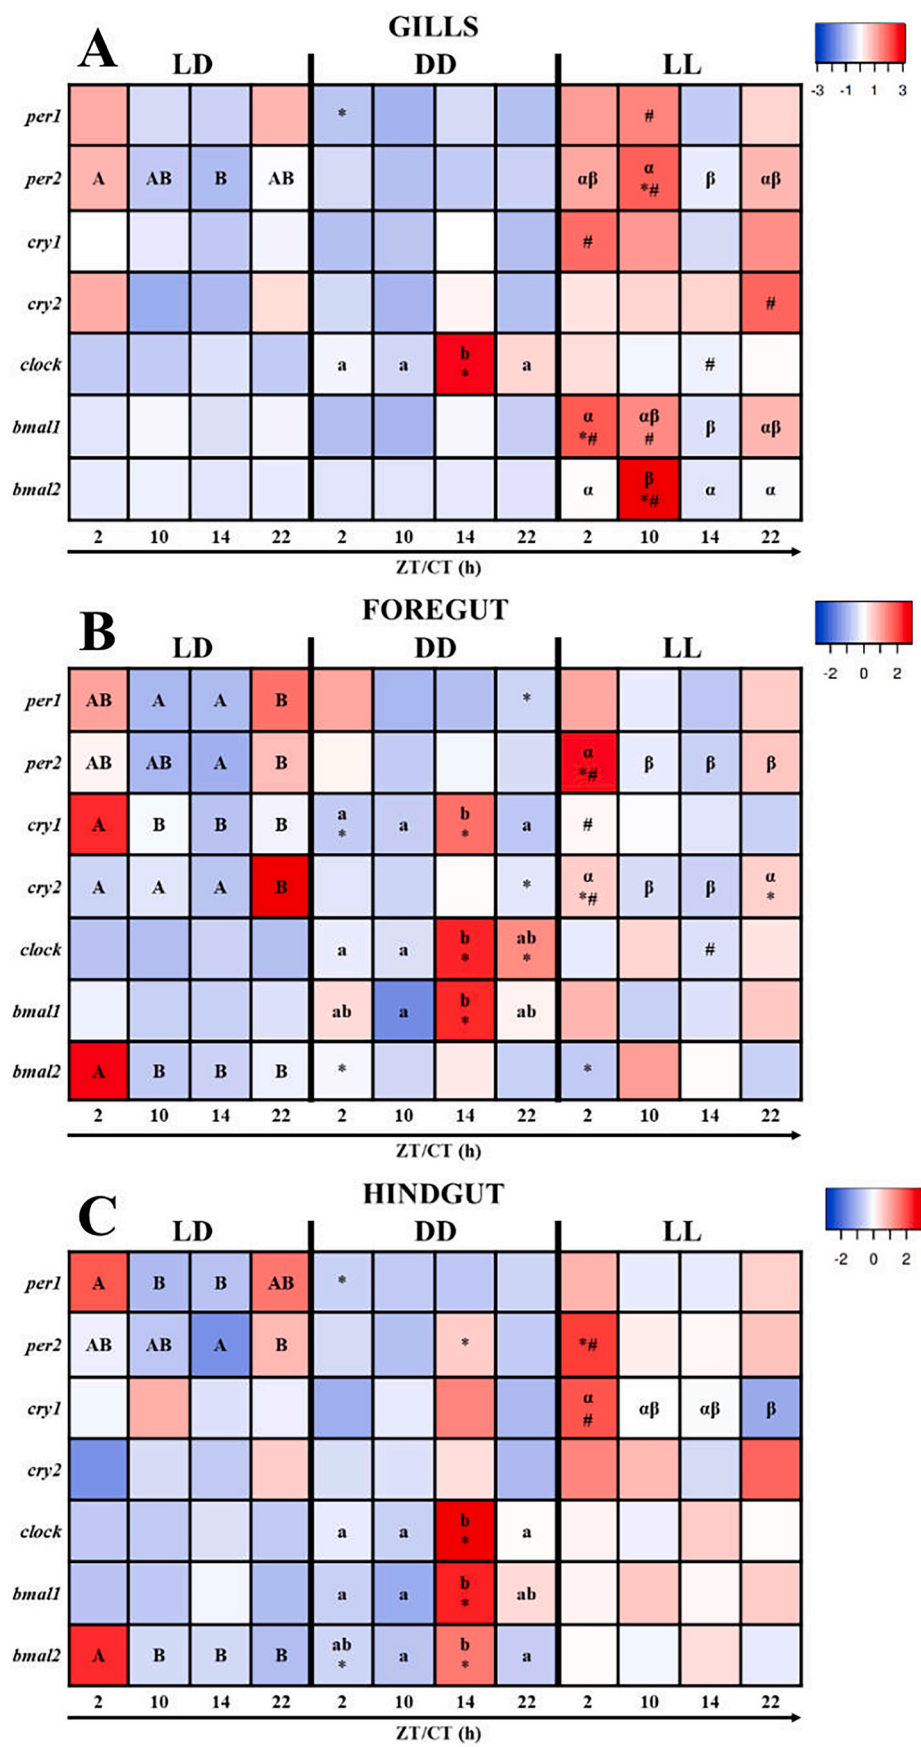 A
GILLS
LD DD LL
-3 -1 1 3
per1 * #
per2 A AB B AB αβ α *# β αβ
cry1 #
cry2 #
clock a a b * a #
bmal1 α *# αβ # β αβ
bmal2 α β *# α α
2 10 14 22 2 10 14 22 2 10 14 22
ZT/CT (h)
B
FOREGUT
LD DD LL
-2 0 2
per1 AB A A B *
per2 AB AB A B α *# β β β
cry1 A B B B a * a b * a #
cry2 A A A B * α *# β β α *
clock a a b * ab * #
bmal1 ab a b * ab
bmal2 A B B B * *
2 10 14 22 2 10 14 22 2 10 14 22
ZT/CT (h)
C
HINDGUT
LD DD LL
-2 0 2
per1 A B B AB *
per2 AB AB A B * *#
cry1 α # αβ αβ β
cry2
clock a a b * a
bmal1 a a b * ab
bmal2 A B B B ab * a b * a
2 10 14 22 2 10 14 22 2 10 14 22
ZT/CT (h)